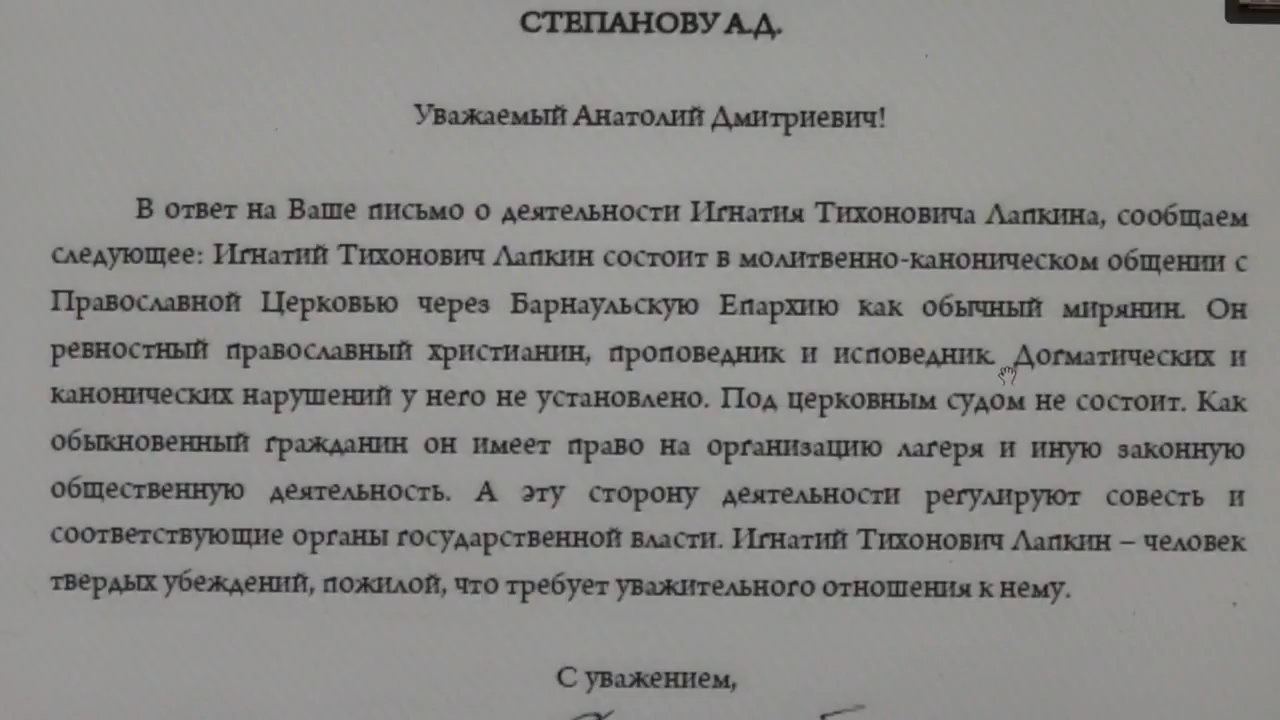 СТЕПАНОВУ А.Д.
Уважаемый Анатолий Дмитриевич!
В ответ на Ваше письмо о деятельности Игнатия Тихоновича Лапкина, сообщаем
следующее: Игнатий Тихонович Лапкин состоит в молитвенно-каноническом общении с
Православной Церковью через Барнаульскую Епархию как обычный мирянин. Он
ревностный православный христианин, проповедник и исповедник. Догматических и
канонических нарушений у него не установлено. Под церковным судом не состоит. Как
обыкновенный гражданин он имеет право на организацию лагеря и иную законную
общественную деятельность. А эту сторону деятельности регулируют совесть и
соответствующие органы государственной власти. Игнатий Тихонович Лапкин – человек
твердых убеждений, пожилой, что требует уважительного отношения к нему.
С уважением,